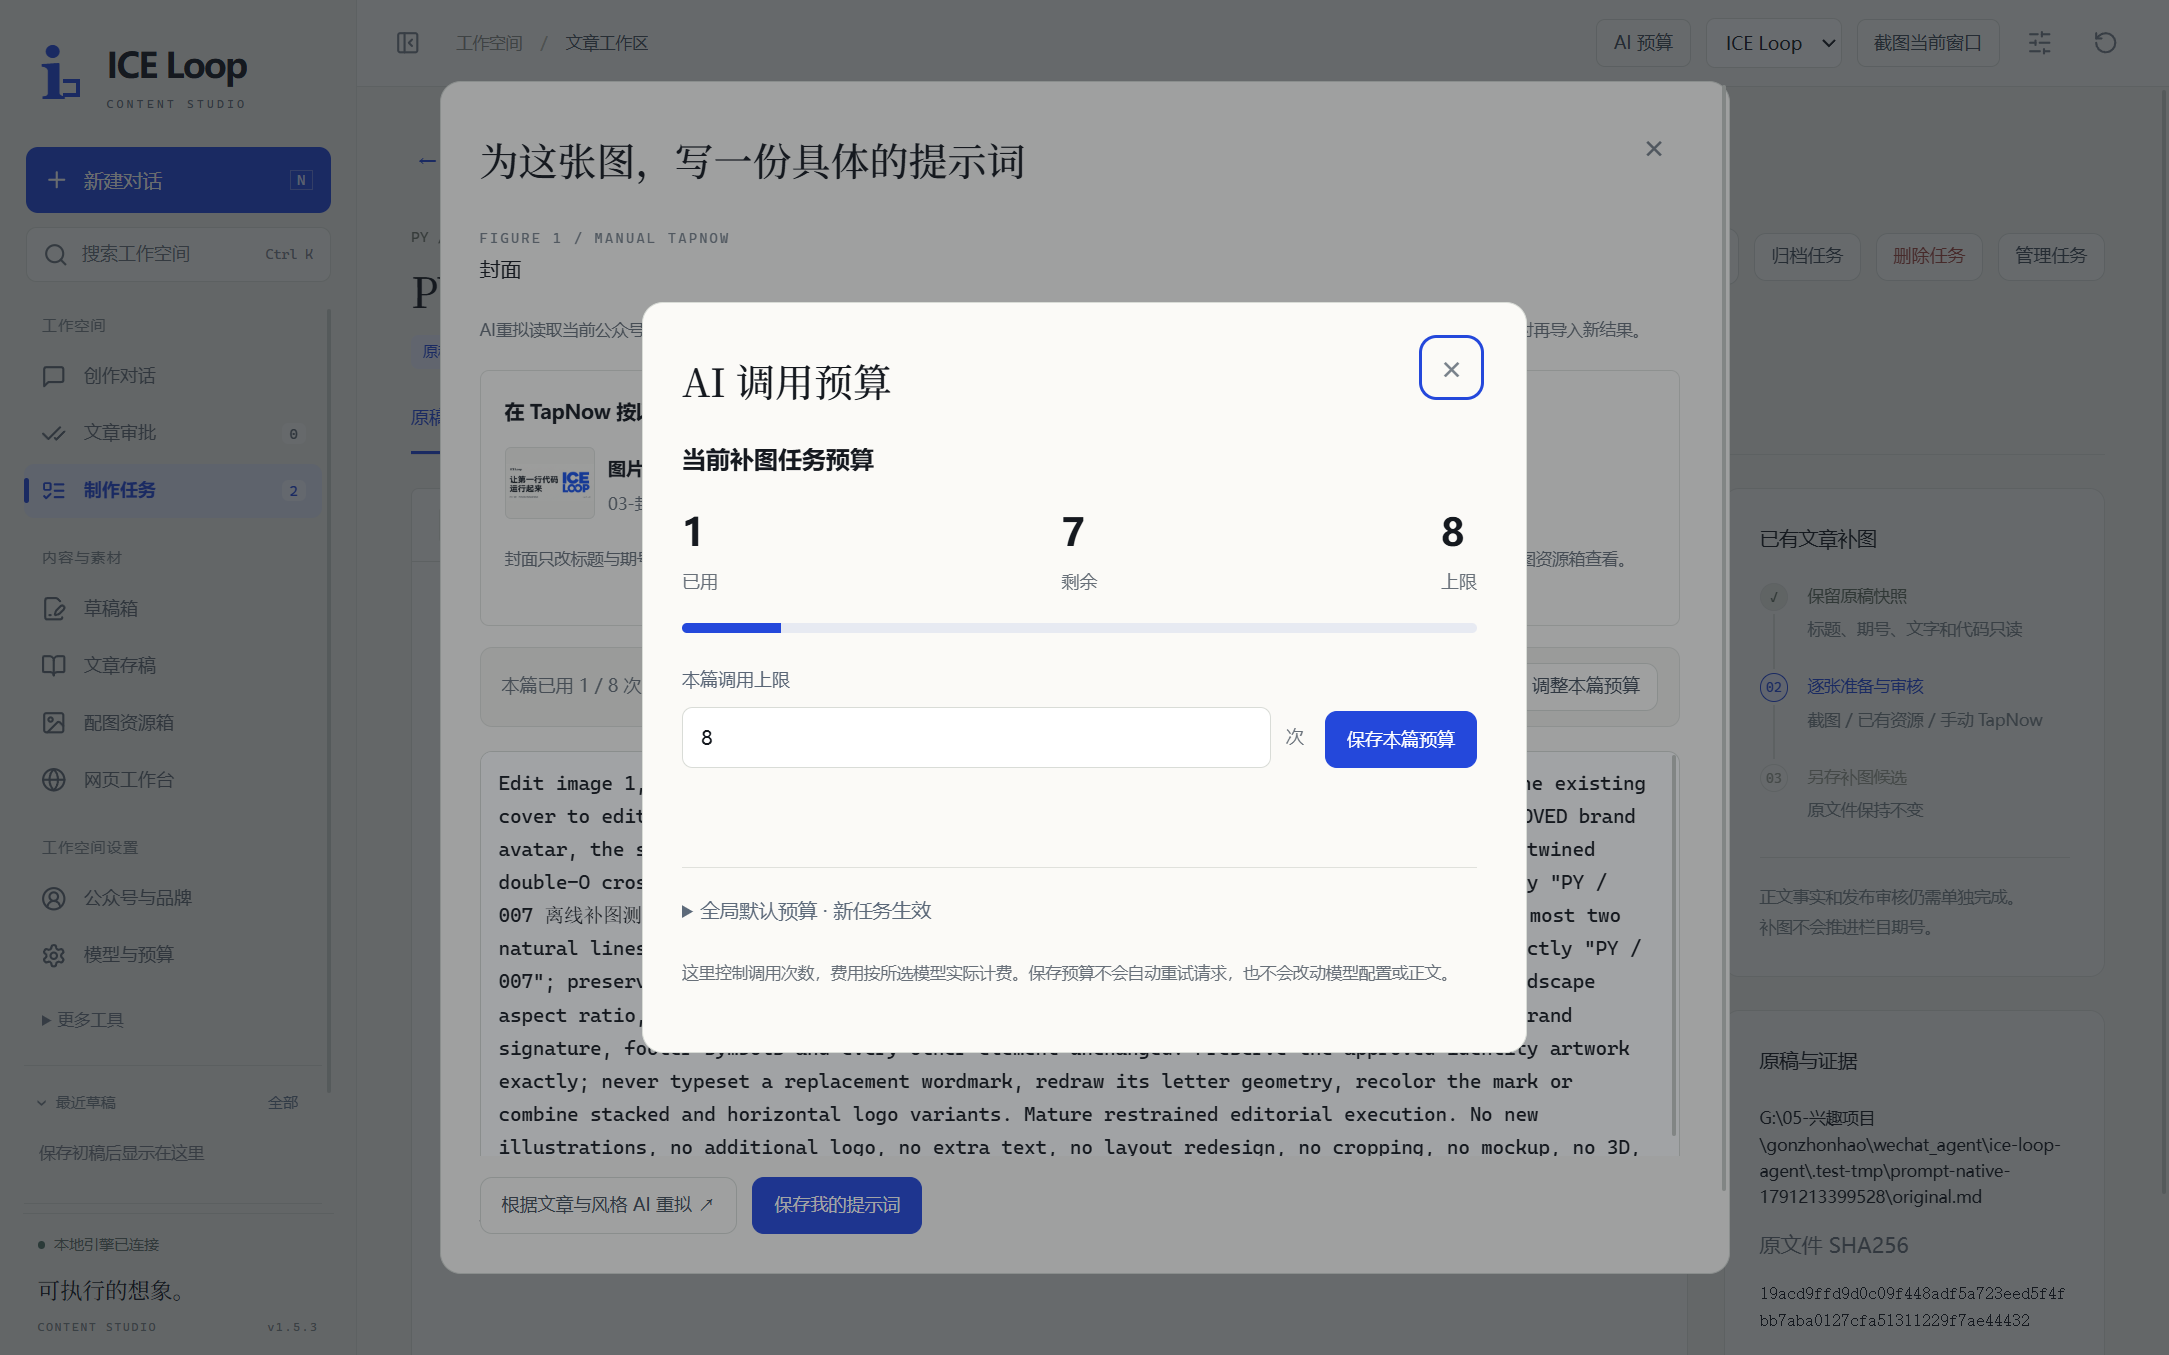 ICE Loop
CONTENT STUDIO
新建对话
N
搜索工作空间
Ctrl K
工作空间
创作对话
文章审批
0
制作任务
2
内容与素材
草稿箱
文章存稿
配图资源箱
网页工作台
工作空间设置
公众号与品牌
模型与预算
更多工具
最近草稿
全部
保存初稿后显示在这里
本地引擎已连接
可执行的想象。
CONTENT STUDIO
v1.5.3
工作空间 / 文章工作区
AI 预算
ICE Loop
截图当前窗口
PY
归档任务
删除任务
管理任务
为这张图，写一份具体的提示词
FIGURE 1 / MANUAL TAPNOW
封面
AI重拟读取当前公众号
再导入新结果。
在 TapNow 按
让第一行代码
运行起来
ICE
LOOP
图片
03-
封面只改标题与期号
资源箱查看。
本篇已用 1 / 8 次
调整本篇预算
Edit image 1,
ne existing
cover to edit
OVED brand
avatar, the s
twined
double-O cros
y "PY /
007 离线补图测
most two
natural lines
ctly "PY /
007"; preserv
dscape
aspect ratio,
rand
signature, footer symbols and every other element unchanged. Preserve the approved identity artwork
exactly; never typeset a replacement wordmark, redraw its letter geometry, recolor the mark or
combine stacked and horizontal logo variants. Mature restrained editorial execution. No new
illustrations, no additional logo, no extra text, no layout redesign, no cropping, no mockup, no 3D,
根据文章与风格 AI 重拟 ↗
保存我的提示词
AI 调用预算
当前补图任务预算
1
7
8
已用
剩余
上限
本篇调用上限
8
次
保存本篇预算
全局默认预算 · 新任务生效
这里控制调用次数，费用按所选模型实际计费。保存预算不会自动重试请求，也不会改动模型配置或正文。
已有文章补图
保留原稿快照
标题、期号、文字和代码只读
02
逐张准备与审核
截图 / 已有资源 / 手动 TapNow
03
另存补图候选
原文件保持不变
正文事实和发布审核仍需单独完成。
补图不会推进栏目期号。
原稿与证据
G:\05-兴趣项目
\gonzhonhao\wechat_agent\ice-loop-
agent\.test-tmp\prompt-native-
1791213399528\original.md
原文件 SHA256
19acd9ffd9d0c09f448adf5a723eed5f4f
bb7aba0127cfa51311229f7ae44432